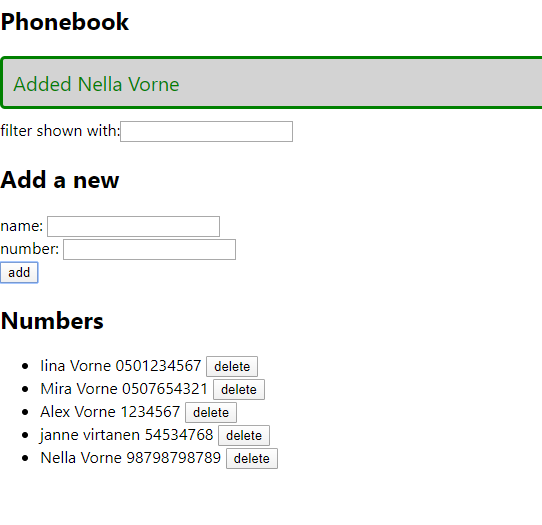 Phonebook
Added Nella Vorne
filter shown with:
Add a new
name:
number:
add
Numbers
Iina Vorne 0501234567 delete
Mira Vorne 0507654321 delete
Alex Vorne 1234567 delete
janne virtanen 54534768 delete
Nella Vorne 98798798789 delete